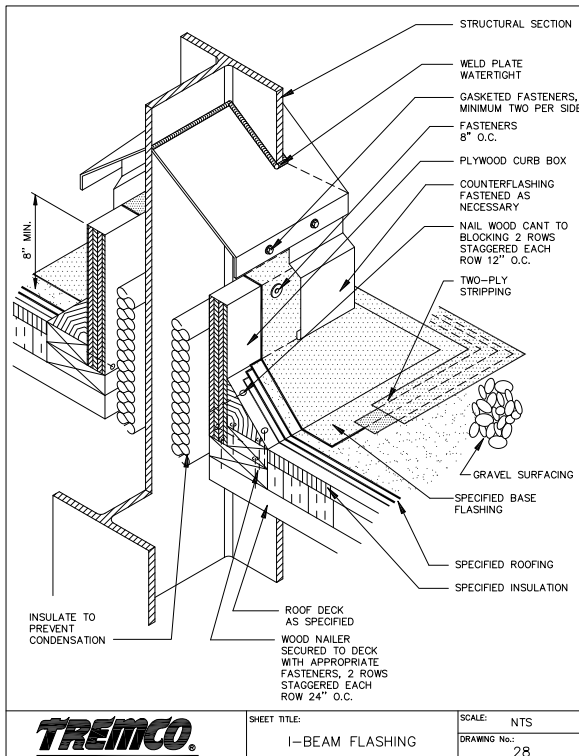 STRUCTURAL SECTION
WELD PLATE
WATERTIGHT
GASKETED FASTENERS,
MINIMUM TWO PER SIDE
FASTENERS
8" O.C.
PLYWOOD CURB BOX
COUNTERFLASHING
FASTENED AS
NECESSARY
NAIL WOOD CANT TO
BLOCKING 2 ROWS
STAGGERED EACH
ROW 12" O.C.
TWO-PLY
STRIPPING
8" MIN.
GRAVEL SURFACING
SPECIFIED BASE
FLASHING
SPECIFIED ROOFING
SPECIFIED INSULATION
INSULATE TO
PREVENT
CONDENSATION
ROOF DECK
AS SPECIFIED
WOOD NAILER
SECURED TO DECK
WITH APPROPRIATE
FASTENERS, 2 ROWS
STAGGERED EACH
ROW 24" O.C.
TREMCO®
SHEET TITLE:
I-BEAM FLASHING
SCALE: NTS
DRAWING No.:
28